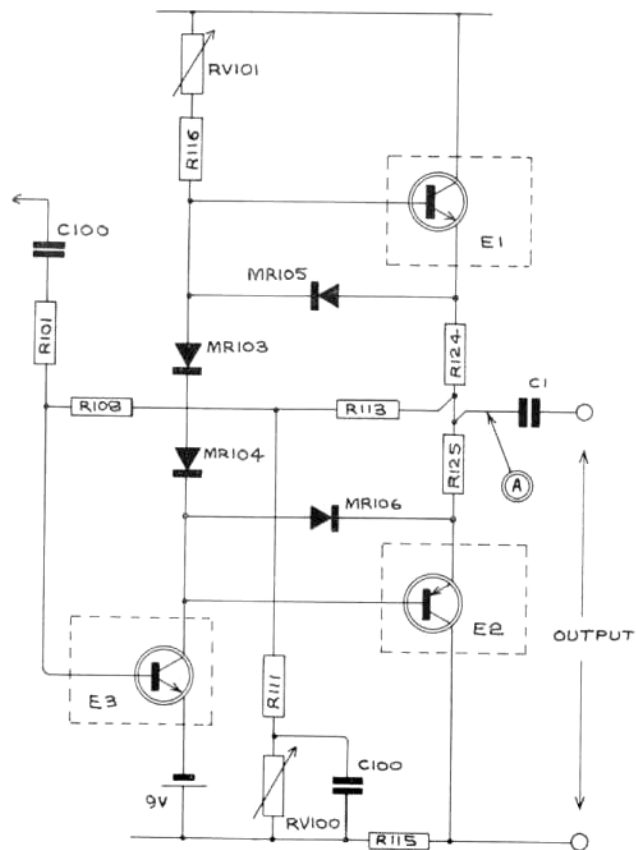 RV101
R116
C100
E1
MR105
R101
MR103
R124
C1
R108
R113
MR104
R125
A
MR106
E2
OUTPUT
E3
R111
C100
9V
RV100
R115